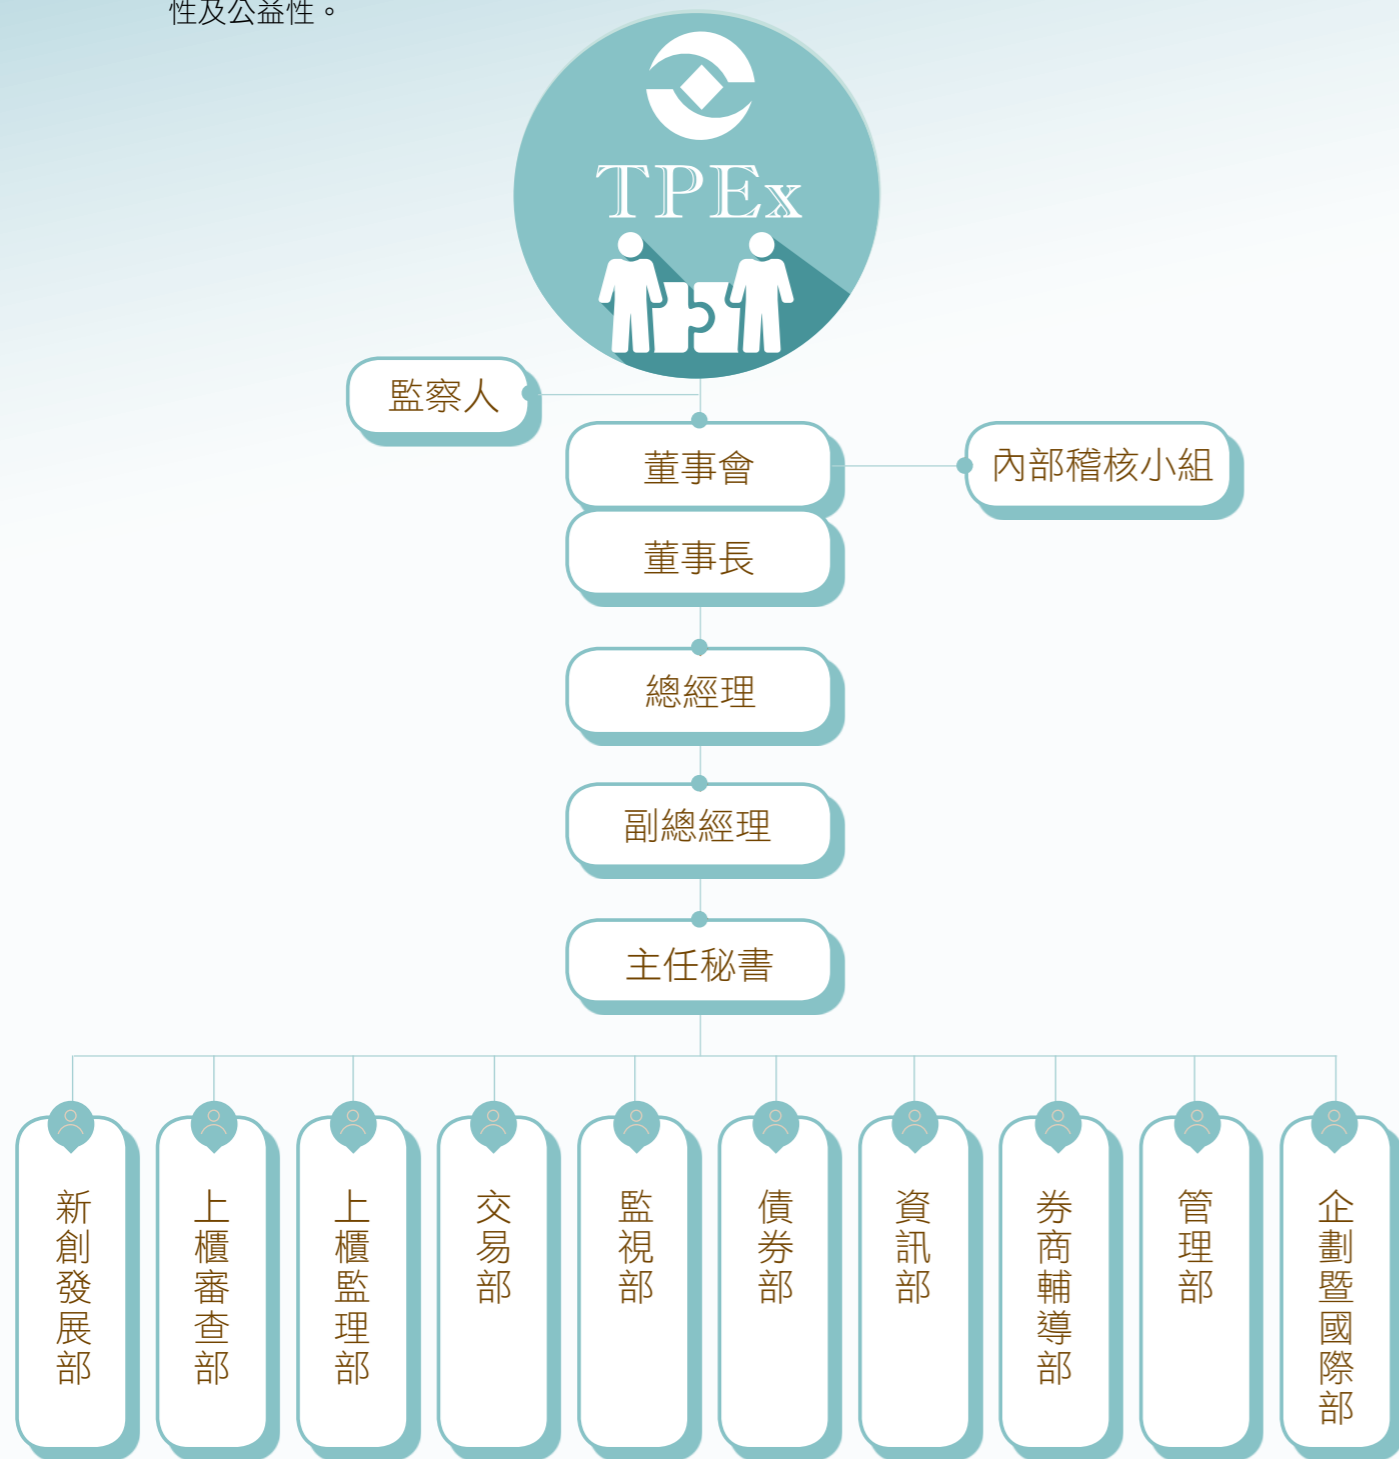 性及公益性。
TPEx
監察人
董事會
內部稽核小組
董事長
總經理
副總經理
主任秘書
新創發展部
上櫃審查部
上櫃監理部
交易部
監視部
債券部
資訊部
券商輔導部
管理部
企劃暨國際部